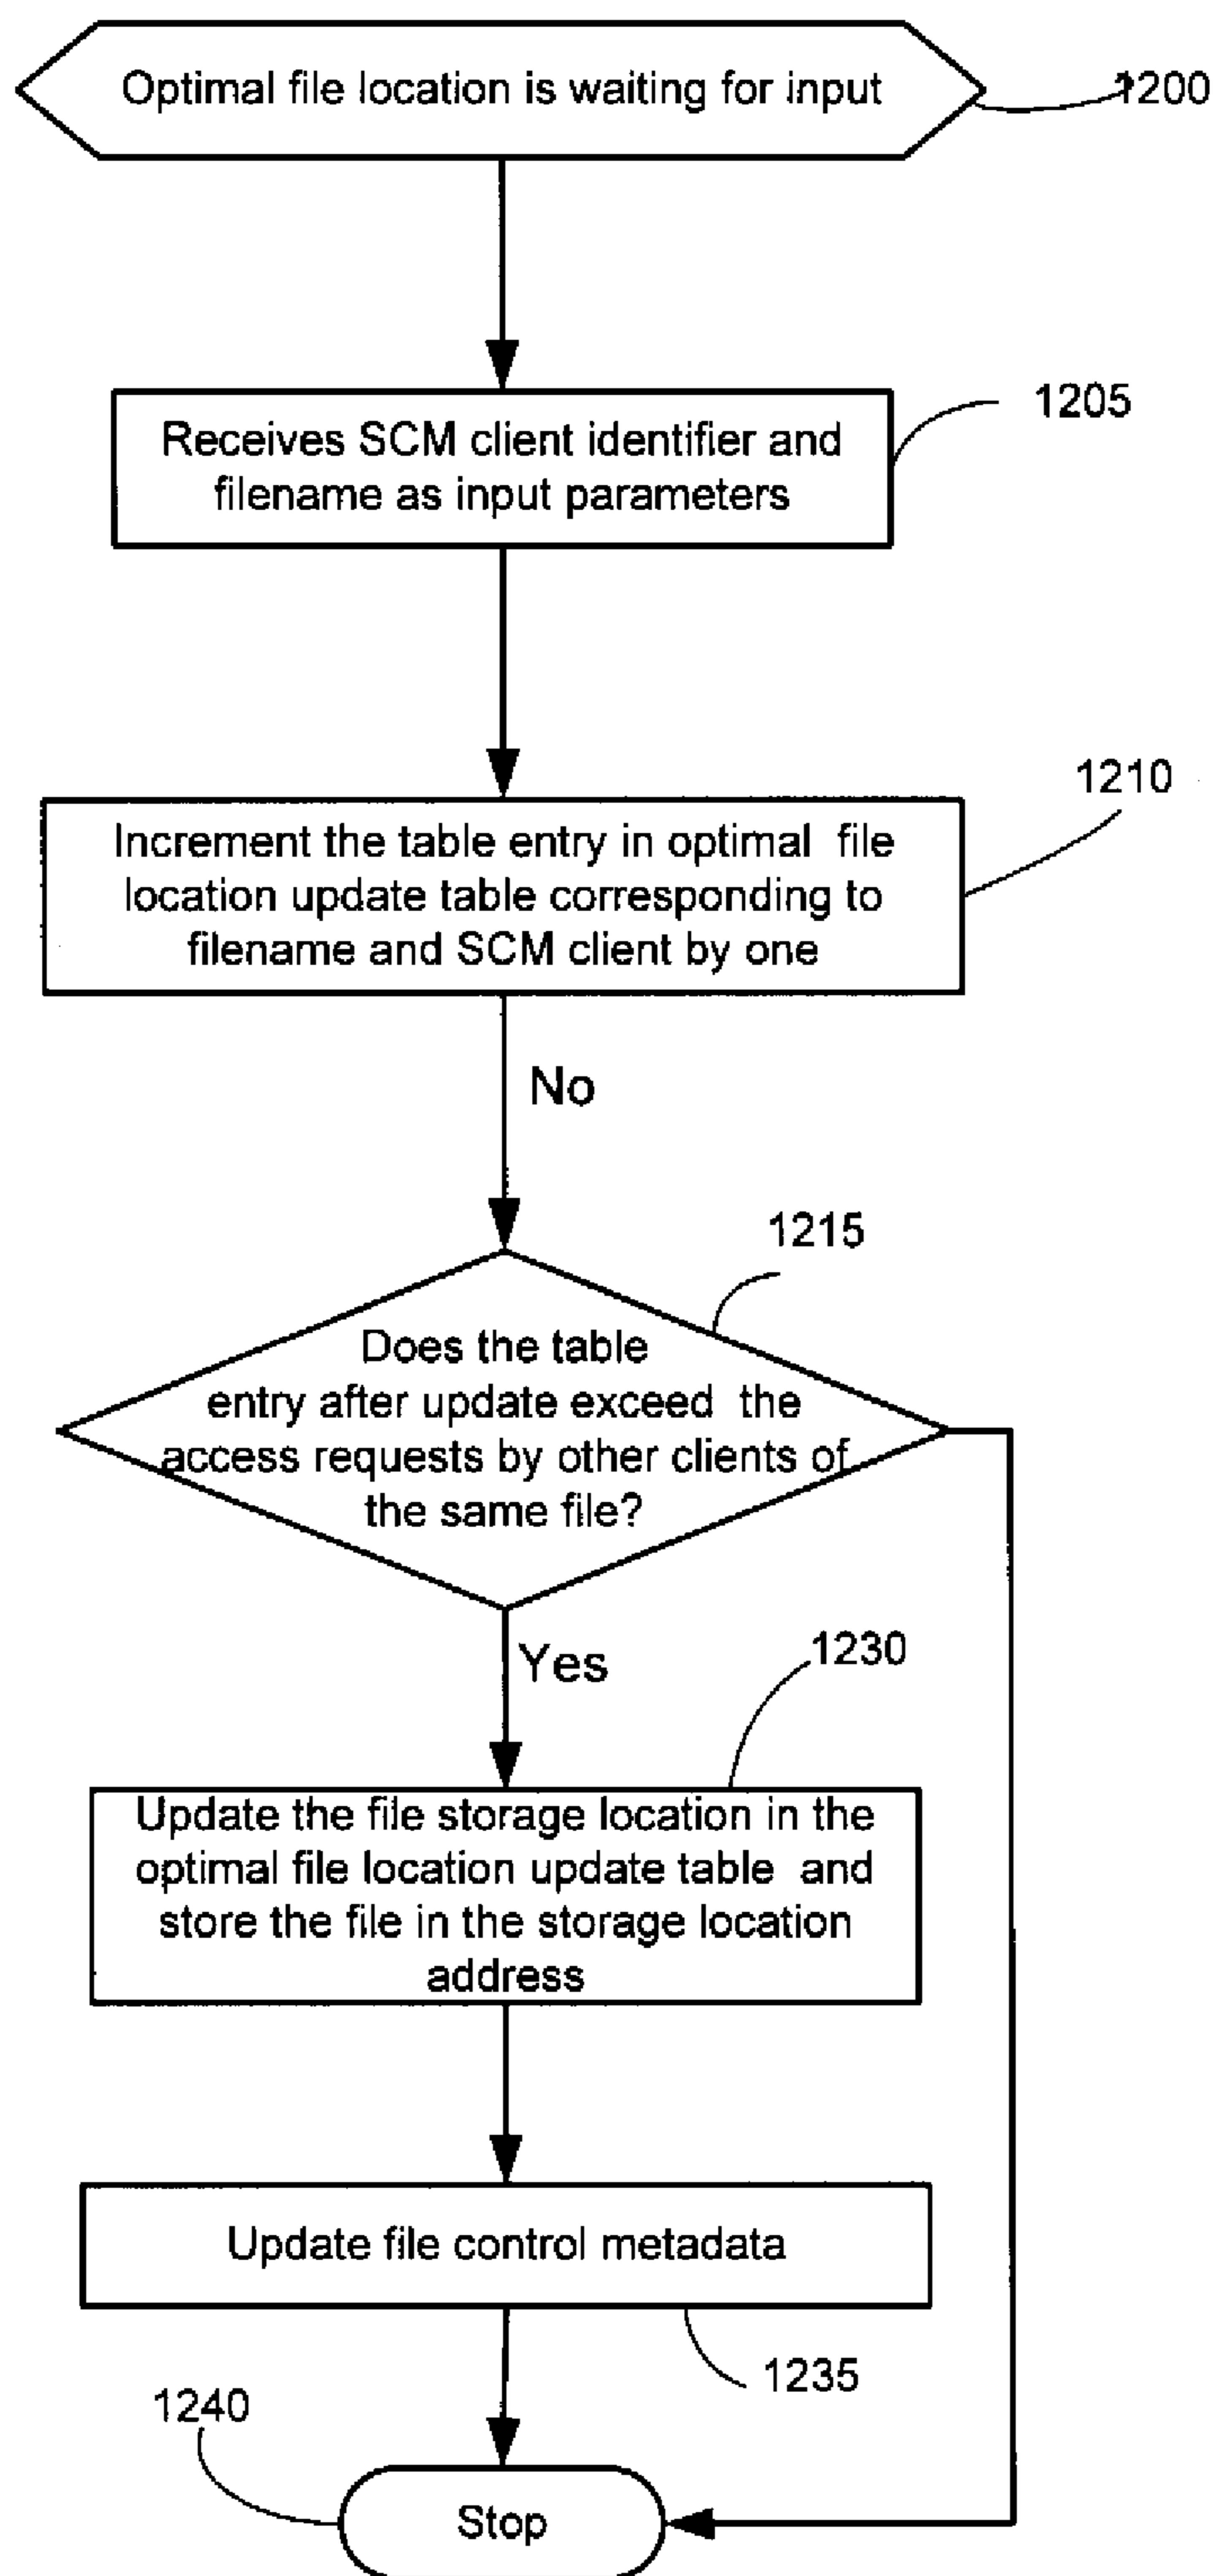 Optimal file location is waiting for input
1200
1205
Receives SCM client identifier and
filename as input parameters
1210
Increment the table entry in optimal file
location update table corresponding to
filename and SCM client by one
No
1215
Does the table
entry after update exceed the
access requests by other clients of
the same file?
Yes
1230
Update the file storage location in the
optimal file location update table and
store the file in the storage location
address
Update file control metadata
1235
1240
Stop